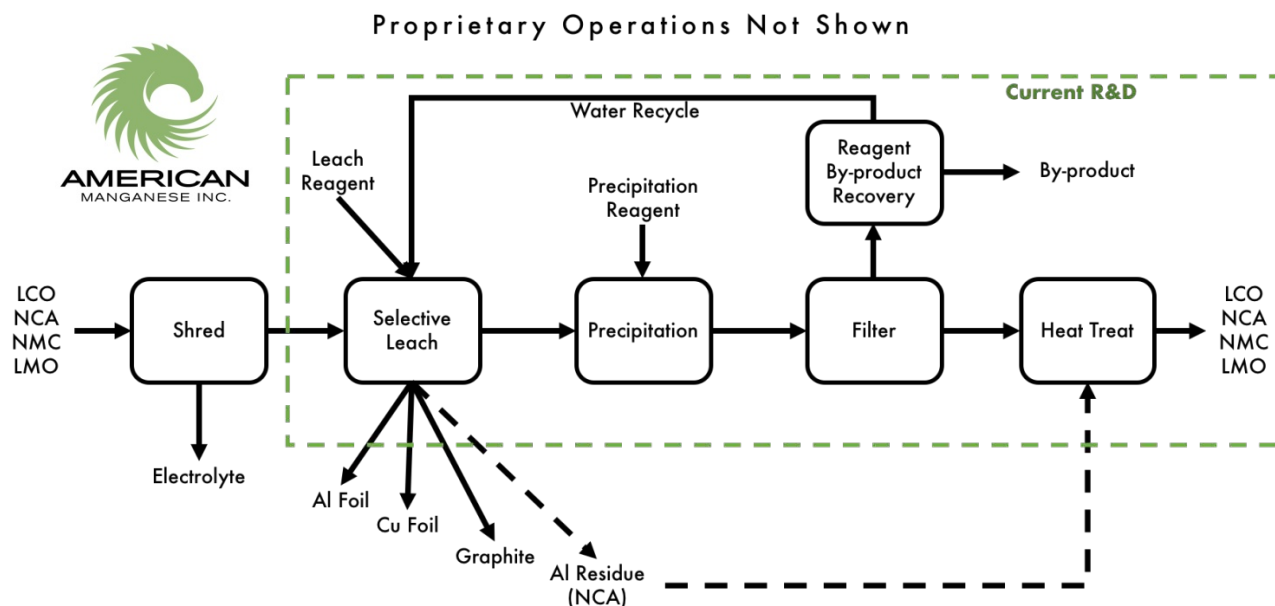 Proprietary Operations Not Shown
AMERICAN
MANGANESE INC.
Current R&D
Water Recycle
Leach
Reagent
Precipitation
Reagent
Reagent
By-product
Recovery
By-product
LCO
NCA
NMC
LMO
Shred
Selective
Leach
Precipitation
Filter
Heat Treat
LCO
NCA
NMC
LMO
Electrolyte
Al Foil
Cu Foil
Graphite
Al Residue
(NCA)